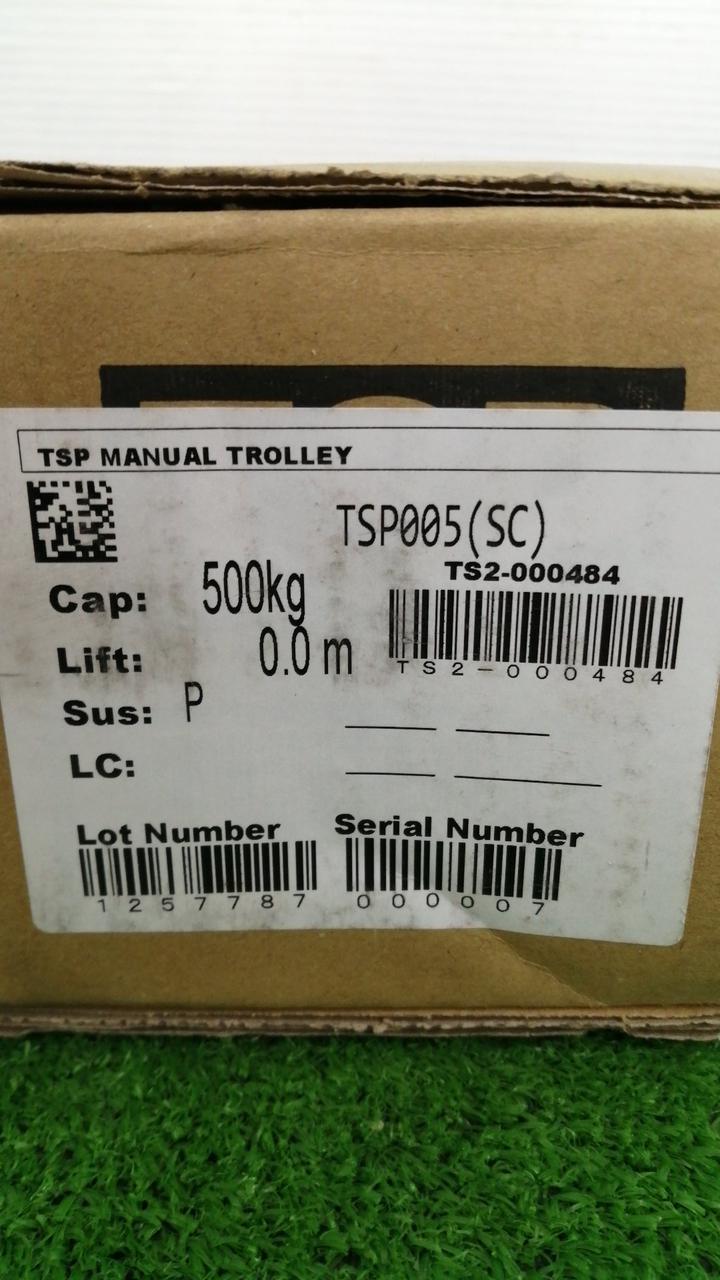 TSP MANUAL TROLLEY
TSP005(SC)
TS2-000484
Cap: 500kg
TS2-000484
Lift: 0.0 m
Sus: P
LC:
Lot Number
Serial Number
1257787
000007